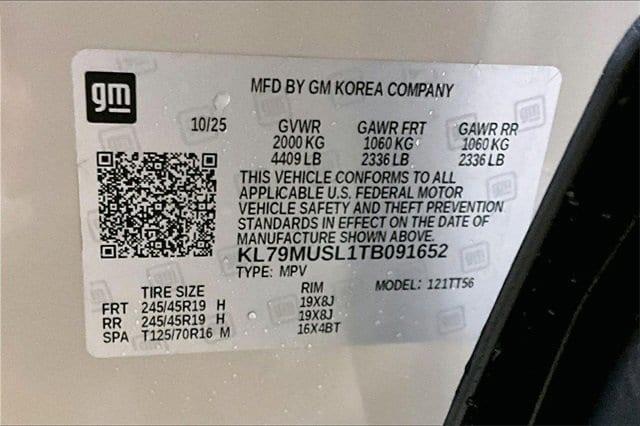 gm
MFD BY GM KOREA COMPANY
10/25 GVWR GAWR FRT GAWR RR
2000 KG 1060 KG 1060 KG
4409 LB 2336 LB 2336 LB
THIS VEHICLE CONFORMS TO ALL
APPLICABLE U.S. FEDERAL MOTOR
VEHICLE SAFETY AND THEFT PREVENTION
STANDARDS IN EFFECT ON THE DATE OF
MANUFACTURE SHOWN ABOVE.
KL79MUSL1TB091652
TYPE: MPV MODEL: 121TT56
TIRE SIZE RIM
FRT 245/45R19 H 19X8J
RR 245/45R19 H 19X8J
SPA T125/70R16 M 16X4BT